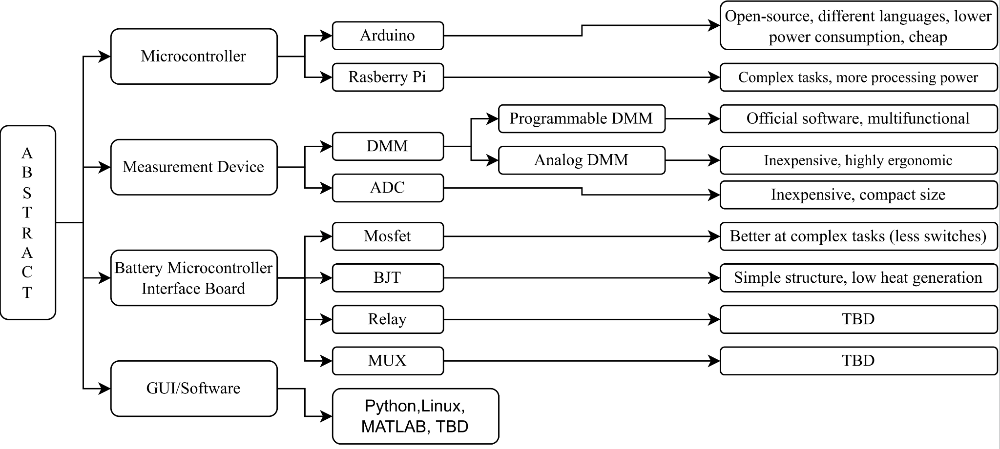 A
B
S
T
R
A
C
T
Microcontroller
Arduino
Open-source, different languages, lower
power consumption, cheap
Rasberry Pi
Complex tasks, more processing power
Measurement Device
DMM
Programmable DMM
Official software, multifunctional
Analog DMM
Inexpensive, highly ergonomic
ADC
Inexpensive, compact size
Battery Microcontroller
Interface Board
Mosfet
Better at complex tasks (less switches)
BJT
Simple structure, low heat generation
Relay
TBD
MUX
TBD
GUI/Software
Python,Linux,
MATLAB, TBD